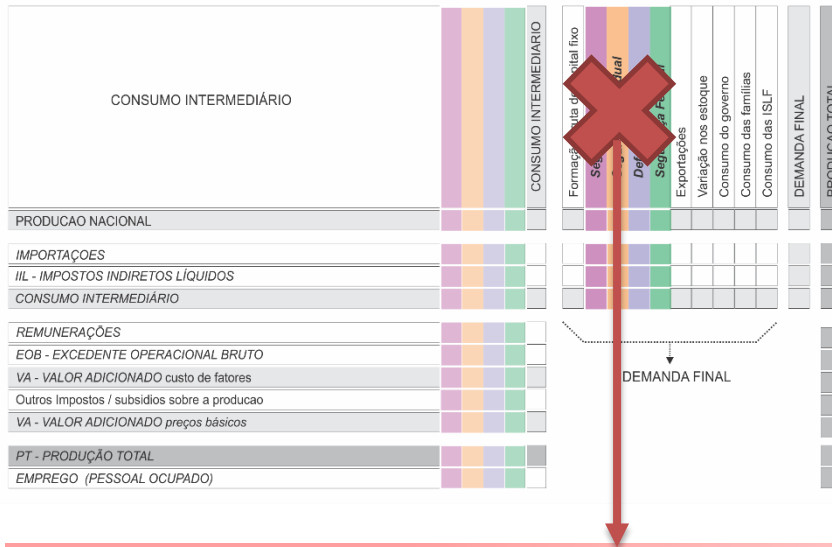 CONSUMO INTERMEDIÁRIO
CONSUMO INTERMEDIARIO
Formação
fixo
Exportações
Variação nos estoque
Consumo do governo
Consumo das famílias
Consumo das ISLF
DEMANDA FINAL
PRODUCAO TOTAL
PRODUCAO NACIONAL
IMPORTAÇOES
IIL - IMPOSTOS INDIRETOS LÍQUIDOS
CONSUMO INTERMEDIÁRIO
REMUNERAÇÕES
EOB - EXCEDENTE OPERACIONAL BRUTO
VA - VALOR ADICIONADO custo de fatores
DEMANDA FINAL
Outros Impostos / subsidios sobre a producao
VA - VALOR ADICIONADO preços básicos
PT - PRODUÇÃO TOTAL
EMPREGO (PESSOAL OCUPADO)